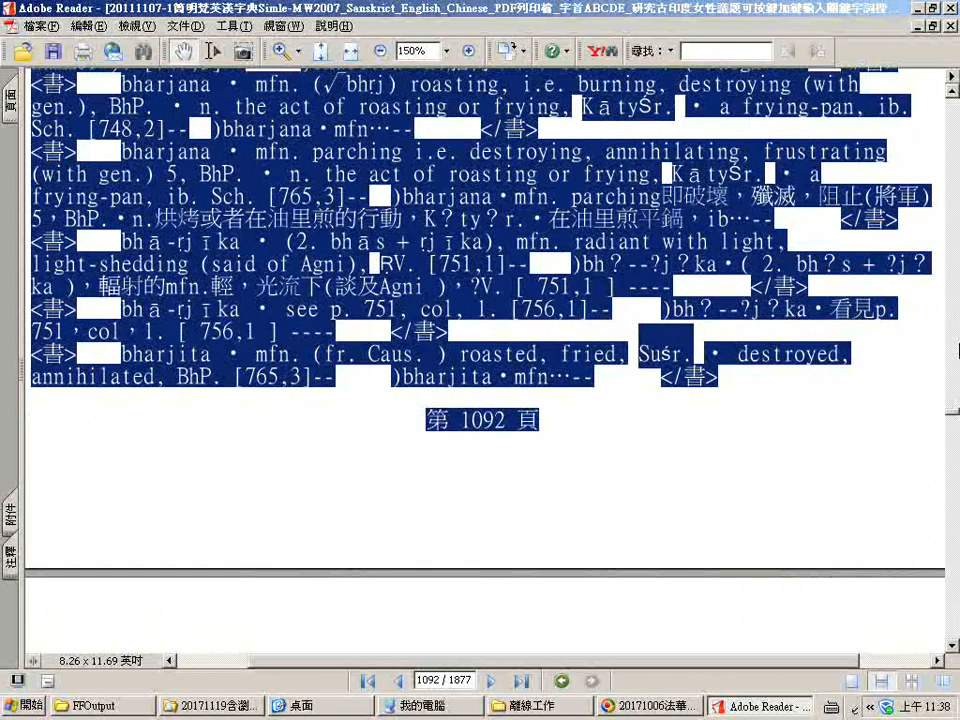 Adobe Reader - [20111107-1簡明梵英漢字典Simle-MW2007_Sanskrict_English_Chinese_PDF列印檔_字首ABCDE_研究古印度女性議題可按鍵加鍵輸入關鍵字詞搜
檔案(F) 編輯(E) 檢視(V) 文件(D) 工具(T) 視窗(W) 說明(H)
150% 尋找:
頁面
<書> bhṛjana‧mfn. (√bhrj) roasting, i.e. burning, destroying (with
gen.), BhP. ‧n. the act of roasting or frying, KātyŚr. ‧a frying-pan, ib.
Sch. [748,2]-- )bharjana‧mfn…-- </書>
<書> bharjana ‧ mfn. parching i.e. destroying, annihilating, frustrating
(with gen.) 5, BhP. ‧ n. the act of roasting or frying, KātyŚr. ‧ a
frying-pan, ib. Sch. [765,3]-- )bharjana‧mfn. parching即破壞，殲滅，阻止(將軍)
5，BhP.‧n.烘烤或者在油里煎的行動，K?ty?r.‧在油里煎平鍋，ib…-- </書>
<書> bhā-ṛjīka ‧ (2. bhās + ṛjīka), mfn. radiant with light,
light-shedding (said of Agni), RV. [751,1]-- )bh?--?j?ka‧( 2. bh?s + ?j?
ka )，輻射的mfn.輕，光流下(談及Agni )，?V. [ 751,1 ] ---- </書>
<書> bhā-ṛjīka ‧ see p. 751, col, 1. [756,1]-- )bh?--?j?ka‧看見p.
751，col，1. [ 756,1 ] ---- </書>
<書> bharjita ‧ mfn. (fr. Caus. ) roasted, fried, Suśr. ‧ destroyed,
annihilated, BhP. [765,3]-- )bharjita‧mfn…-- </書>
第 1092 頁
附件
註釋
8.26 x 11.69 英吋
1092 / 1877
開始 FFOutput 20171119含瀏... 桌面 我的電腦 離線工作 20171006法華... Adobe Reader - [... 上午 11:38